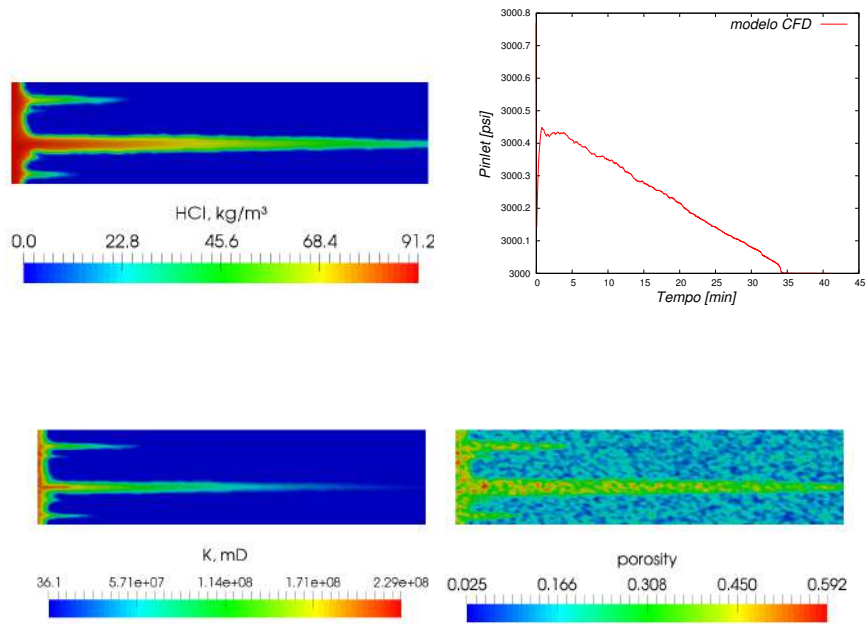 HCl, kg/m³
0.0 22.8 45.6 68.4 91.2
3000.8
3000.7
3000.6
3000.5
3000.4
3000.3
3000.2
3000.1
3000
Pinlet [psi]
modelo CFD
0 5 10 15 20 25 30 35 40 45
Tempo [min]
K, mD
36.1 5.71e+07 1.14e+08 1.71e+08 2.29e+08
porosity
0.025 0.166 0.308 0.450 0.592